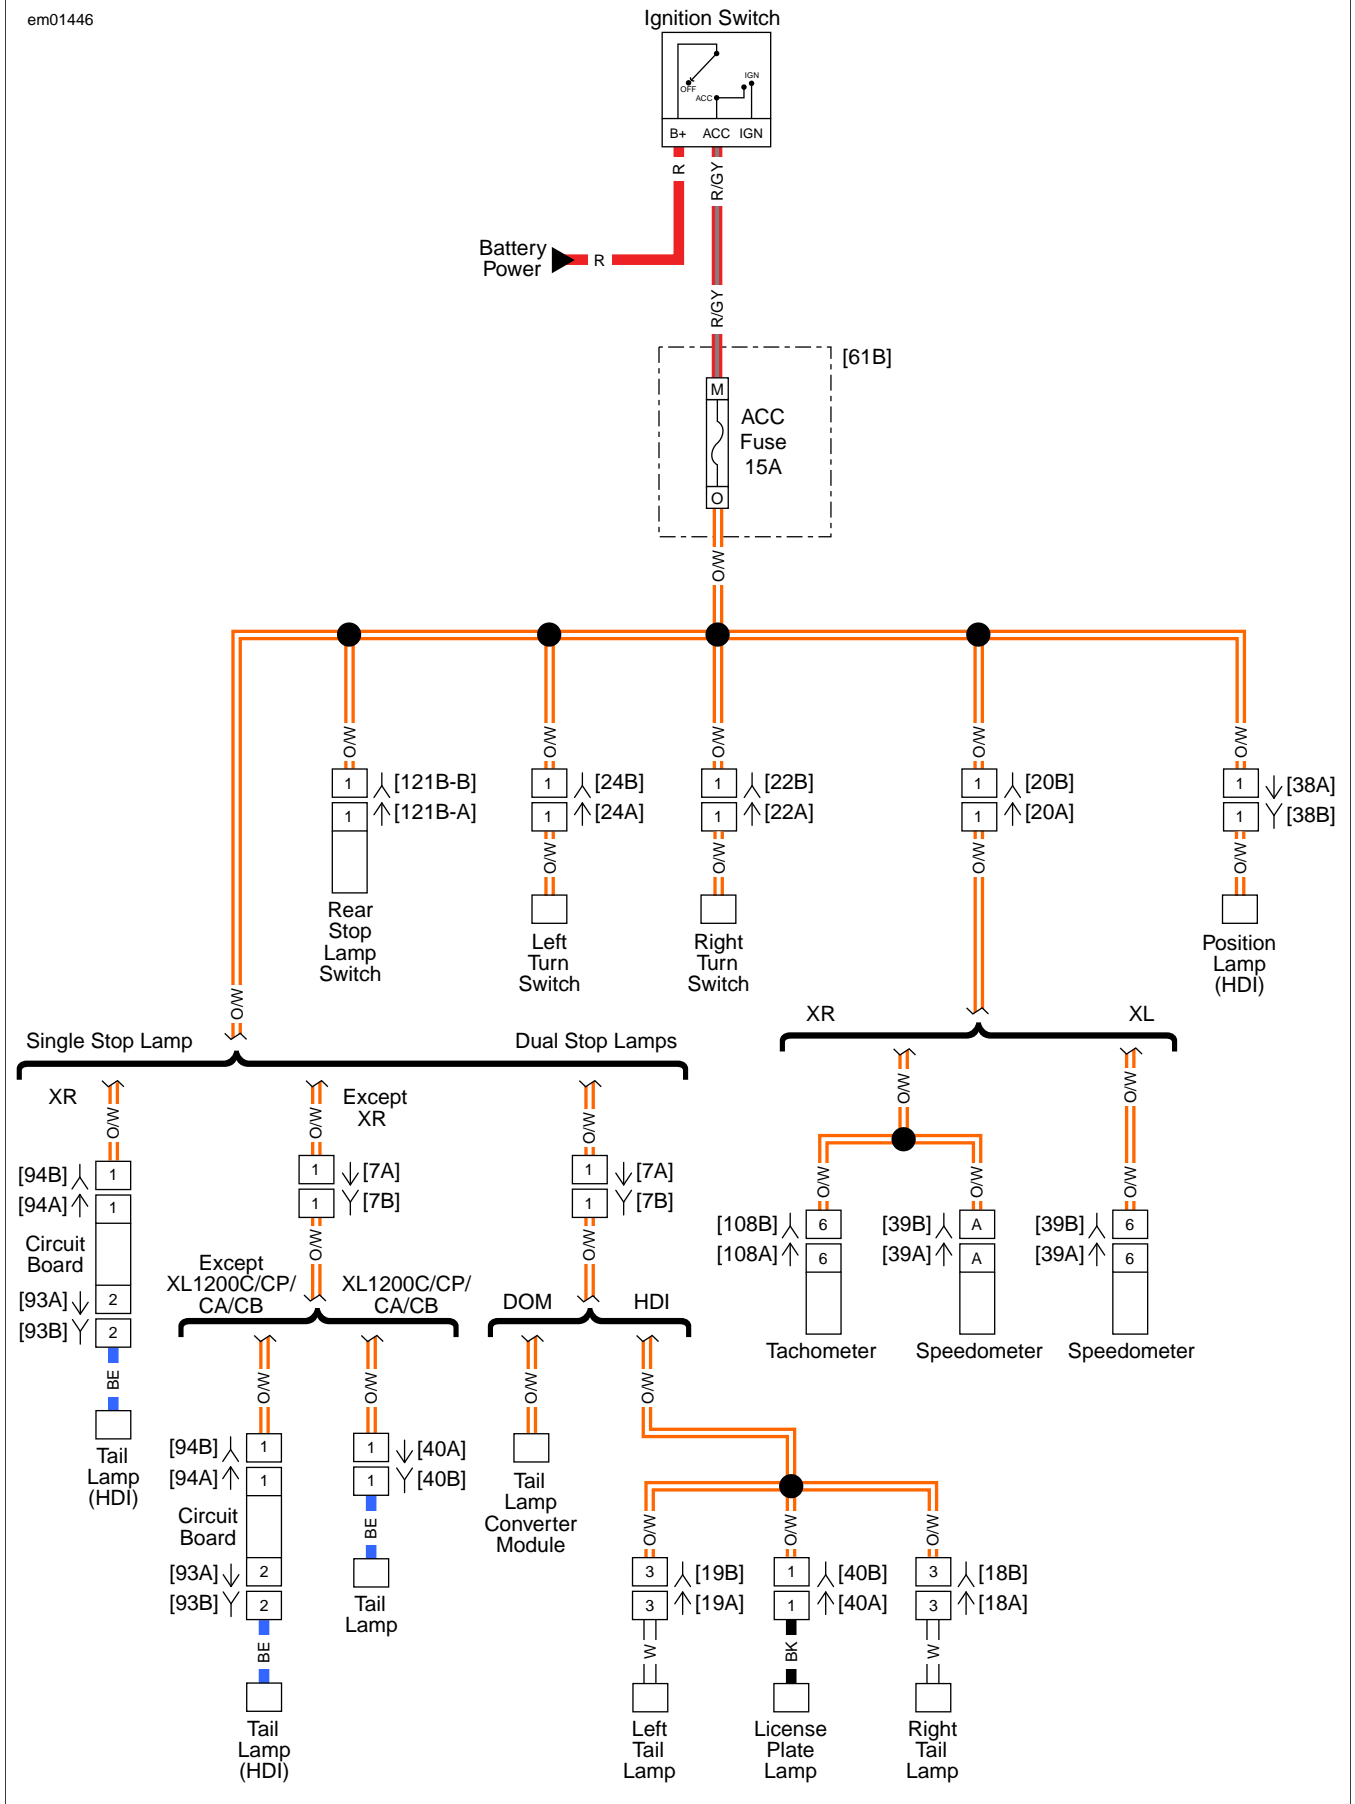 em01446
Ignition Switch
IGN
OFF
ACC
B+ ACC IGN
R
R/GY
Battery
Power
R
R/GY
[61B]
M
ACC
Fuse
15A
O
O/W
O/W O/W O/W O/W O/W
1 [121B-B] 1 [24B] 1 [22B] 1 [20B] 1 [38A]
1 [121B-A] 1 [24A] 1 [22A] 1 [20A] 1 [38B]
O/W O/W O/W O/W
Rear
Stop
Lamp
Switch
Left
Turn
Switch
Right
Turn
Switch
Position
Lamp
(HDI)
O/W
XR XL
Single Stop Lamp Dual Stop Lamps
XR
O/W
O/W
Except
XR
O/W
O/W
O/W
[94B] 1
[94A] 1
Circuit
Board
[93A] 2
[93B] 2
BE
Tail
Lamp
(HDI)
1 [7A]
1 [7B]
O/W
1 [7A]
1 [7B]
O/W
O/W O/W
[108B] 6 [39B] A [39B] 6
[108A] 6 [39A] A [39A] 6
Tachometer Speedometer Speedometer
Except
XL1200C/CP/
CA/CB
XL1200C/CP/
CA/CB
DOM HDI
O/W O/W O/W O/W
[94B] 1
[94A] 1
Circuit
Board
[93A] 2
[93B] 2
BE
Tail
Lamp
(HDI)
1 [40A]
1 [40B]
BE
Tail
Lamp
Tail
Lamp
Converter
Module
O/W O/W O/W
3 [19B] 1 [40B] 3 [18B]
3 [19A] 1 [40A] 3 [18A]
W BK W
Left
Tail
Lamp
License
Plate
Lamp
Right
Tail
Lamp